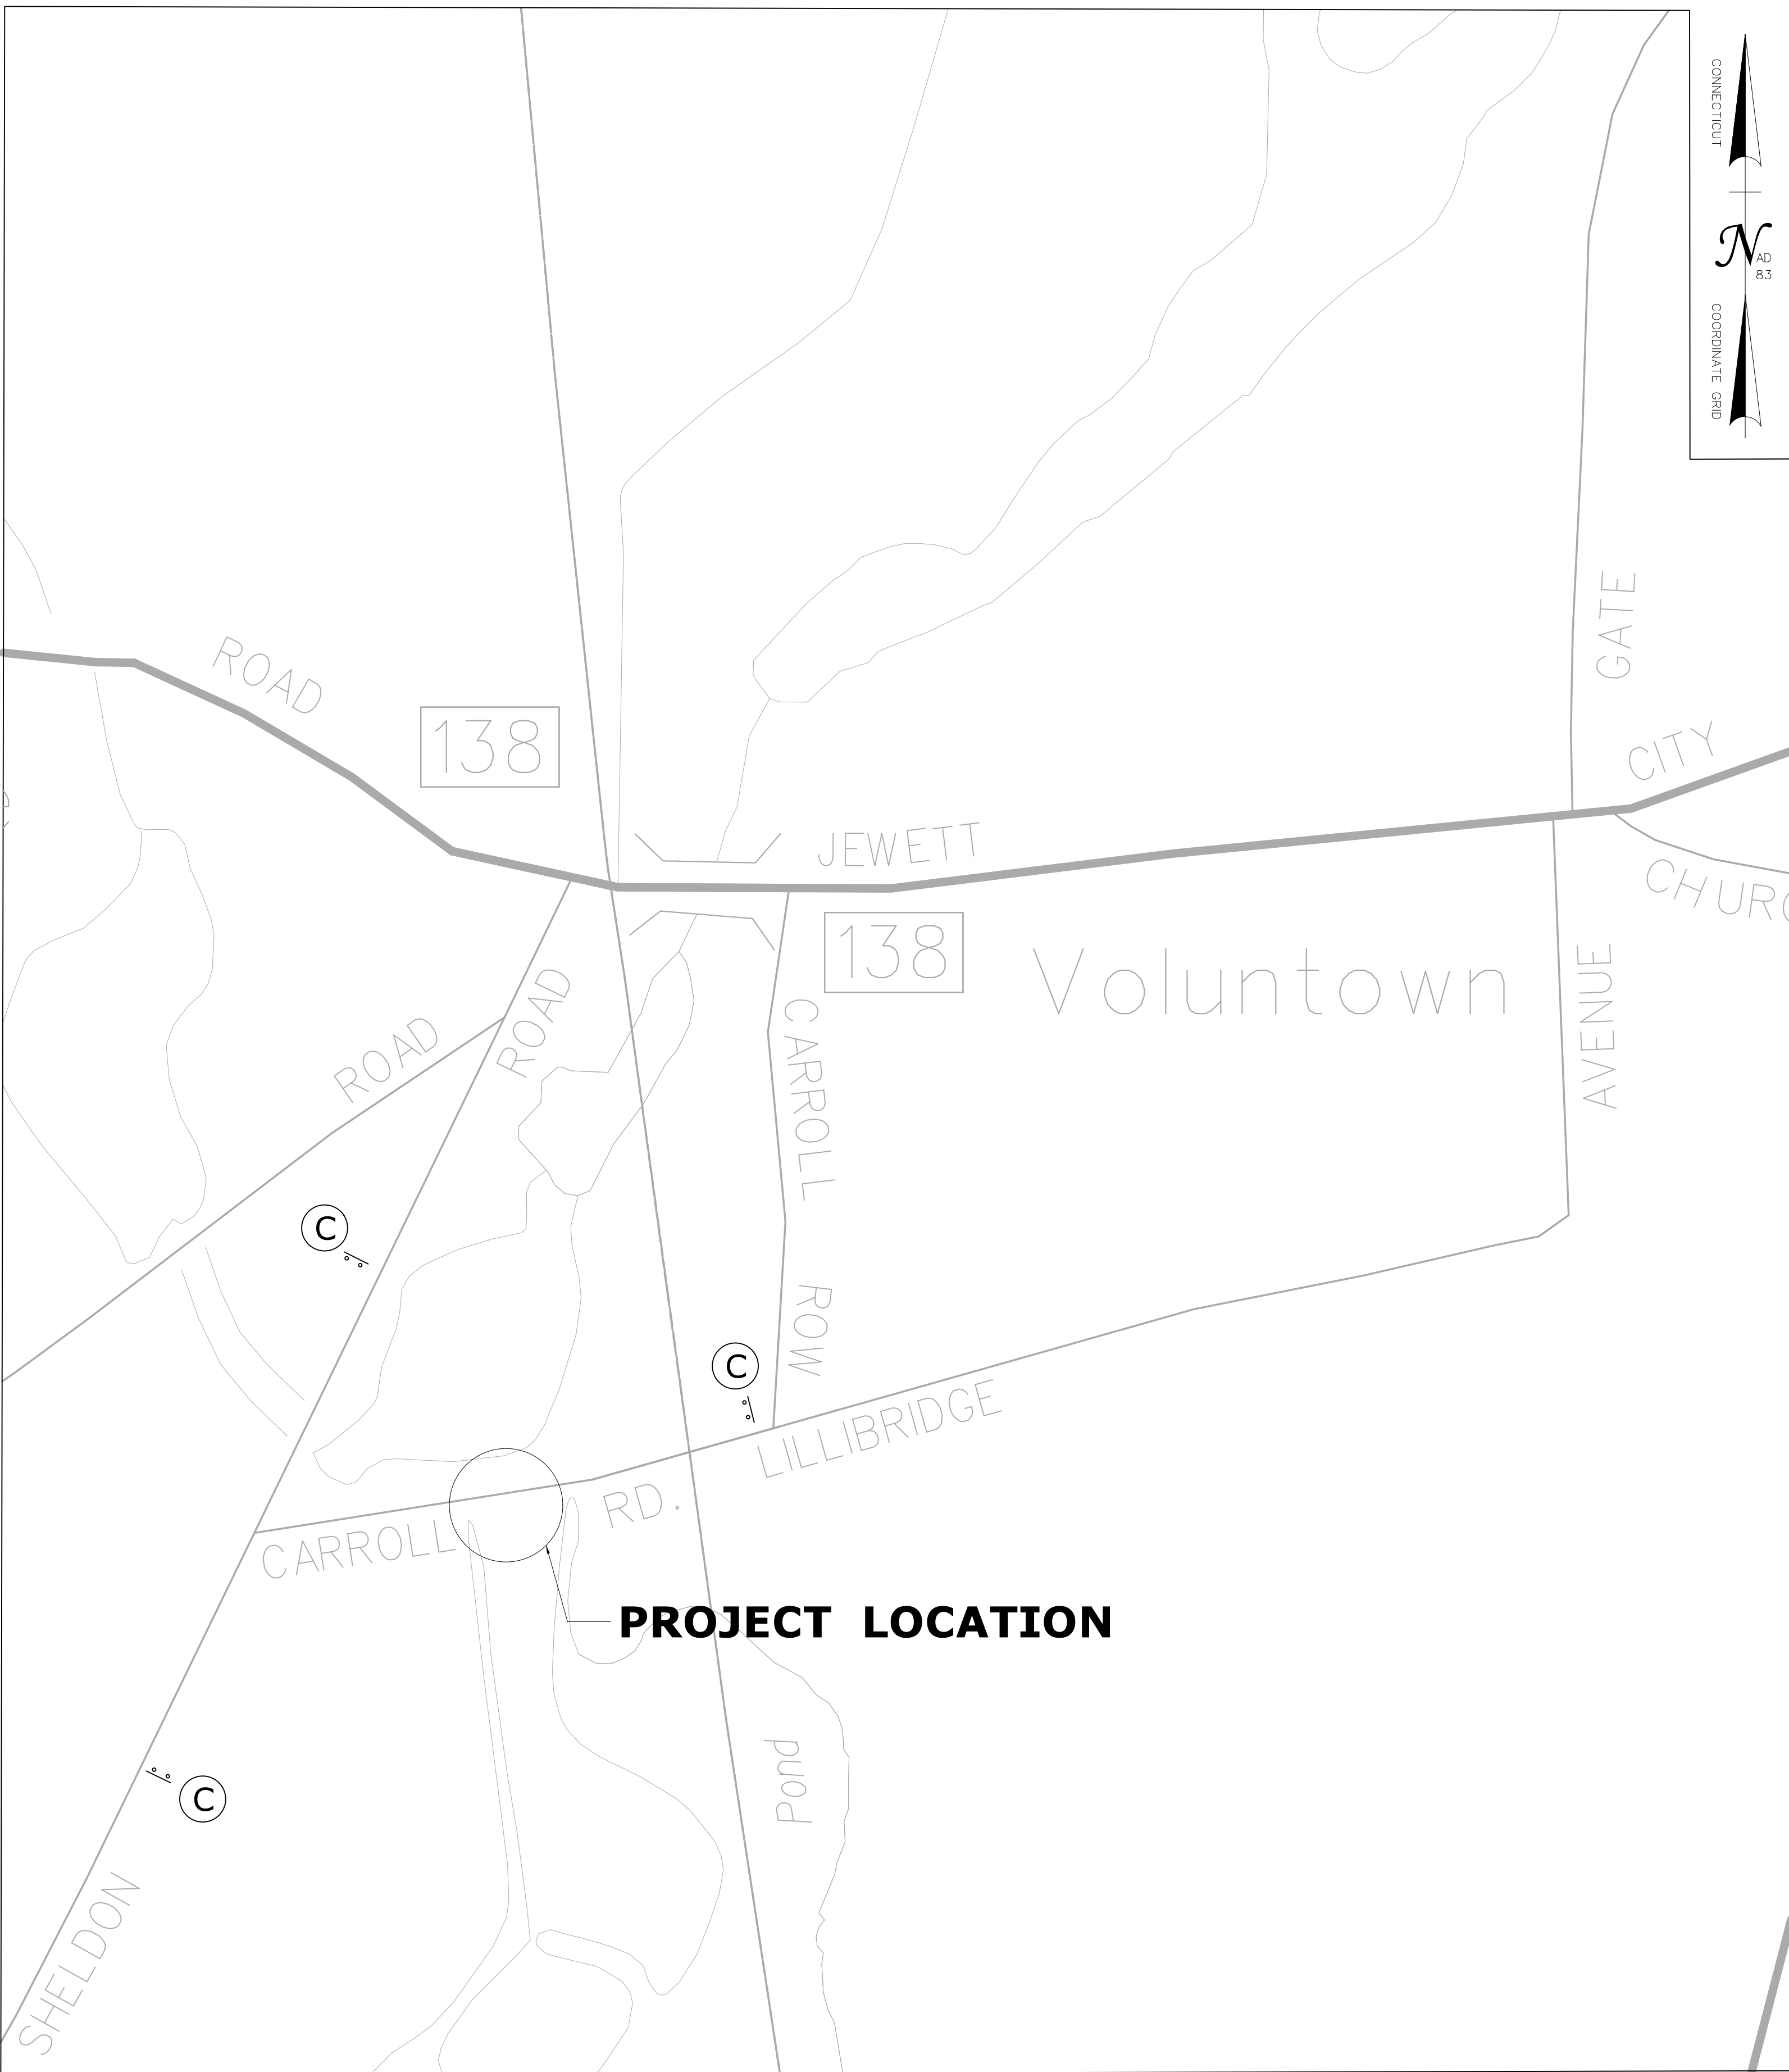 CONNECTICUT
N
AD
83
COORDINATE GRID
GATE
ROAD
138
CITY
JEWETT
CHURC
138
Voluntown
AVENUE
ROAD
ROAD
CARROLL
C
ROW
C
LILLIBRIDGE
RD.
CARROLL
PROJECT LOCATION
Pond
C
SHELDON